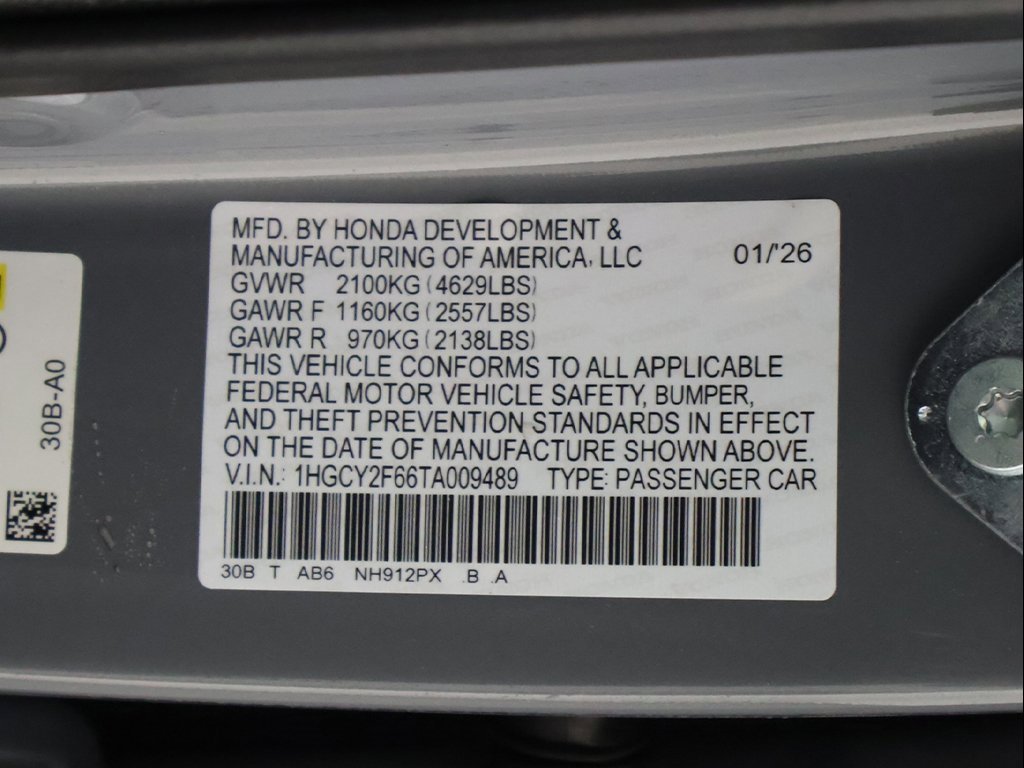 MFD. BY HONDA DEVELOPMENT &
MANUFACTURING OF AMERICA, LLC 01/'26
GVWR 2100KG (4629LBS)
GAWR F 1160KG (2557LBS)
GAWR R 970KG (2138LBS)
THIS VEHICLE CONFORMS TO ALL APPLICABLE
FEDERAL MOTOR VEHICLE SAFETY, BUMPER,
AND THEFT PREVENTION STANDARDS IN EFFECT
ON THE DATE OF MANUFACTURE SHOWN ABOVE.
V.I.N.: 1HGCY2F66TA009489 TYPE: PASSENGER CAR
30B T AB6 NH912PX .B .A
30B-A0